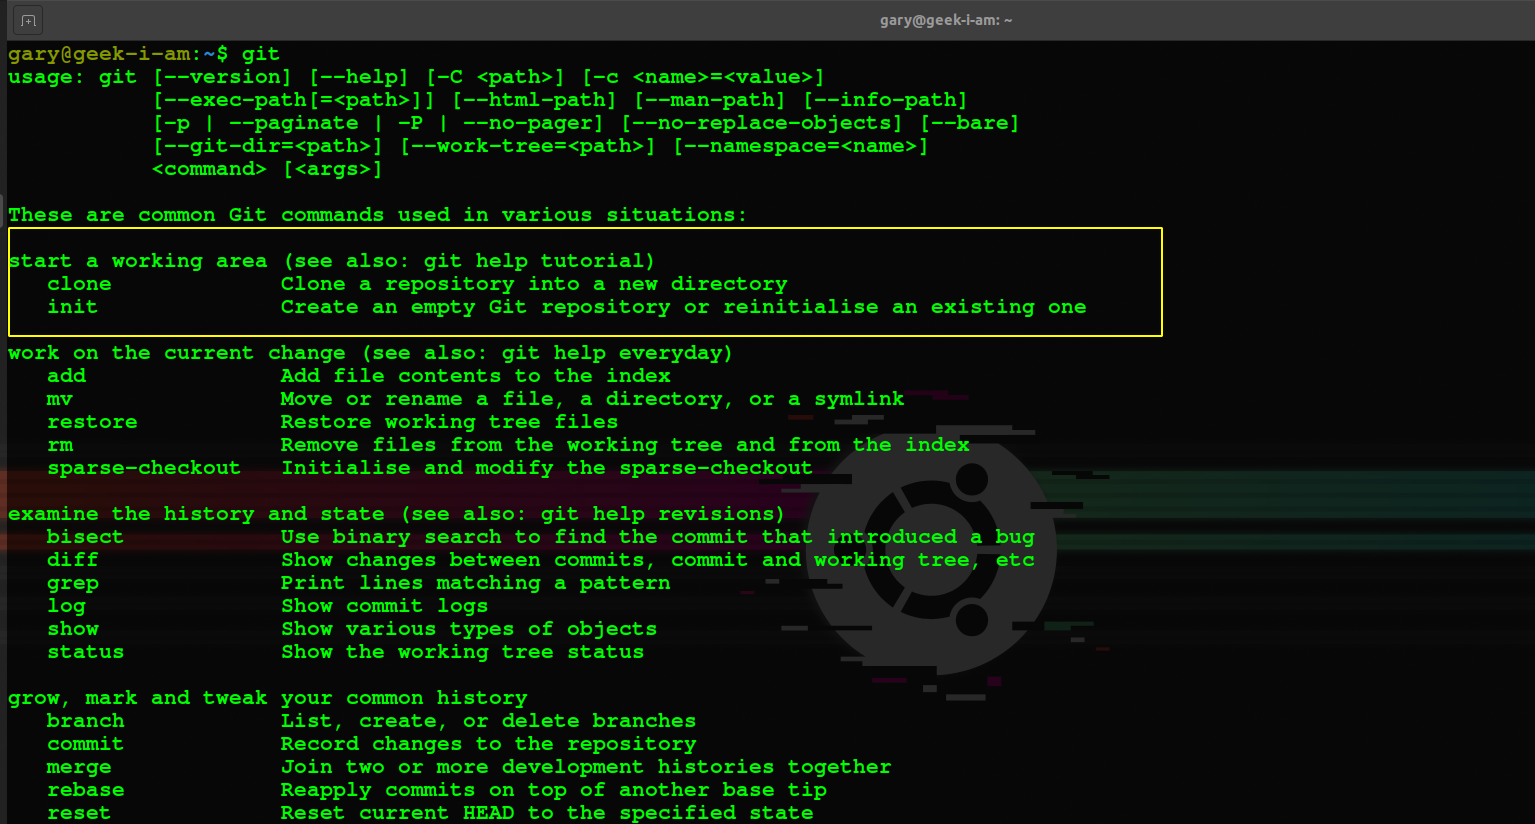 gary@geek-i-am: ~
gary@geek-i-am:~$ git
usage: git [--version] [--help] [-C <path>] [-c <name>=<value>]
           [--exec-path[=<path>]] [--html-path] [--man-path] [--info-path]
           [-p | --paginate | -P | --no-pager] [--no-replace-objects] [--bare]
           [--git-dir=<path>] [--work-tree=<path>] [--namespace=<name>]
           <command> [<args>]

These are common Git commands used in various situations:

start a working area (see also: git help tutorial)
   clone             Clone a repository into a new directory
   init              Create an empty Git repository or reinitialise an existing one

work on the current change (see also: git help everyday)
   add               Add file contents to the index
   mv                Move or rename a file, a directory, or a symlink
   restore           Restore working tree files
   rm                Remove files from the working tree and from the index
   sparse-checkout   Initialise and modify the sparse-checkout

examine the history and state (see also: git help revisions)
   bisect            Use binary search to find the commit that introduced a bug
   diff              Show changes between commits, commit and working tree, etc
   grep              Print lines matching a pattern
   log               Show commit logs
   show              Show various types of objects
   status            Show the working tree status

grow, mark and tweak your common history
   branch            List, create, or delete branches
   commit            Record changes to the repository
   merge             Join two or more development histories together
   rebase            Reapply commits on top of another base tip
   reset             Reset current HEAD to the specified state